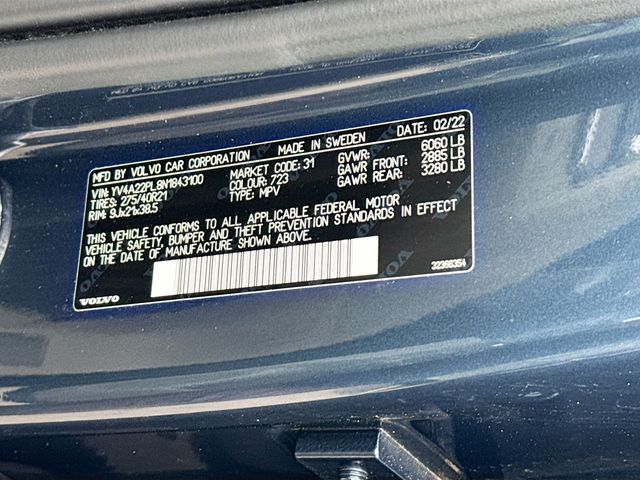 MFD BY VOLVO CAR CORPORATION MADE IN SWEDEN DATE: 02/22
VIN: YV4A22PL8N1843100 MARKET CODE: 31 GVWR: 6060 LB
TIRES: 275/40R21 COLOUR: 723 GAWR FRONT: 2885 LB
RIM: 9Jx21x38.5 TYPE: MPV GAWR REAR: 3280 LB
THIS VEHICLE CONFORMS TO ALL APPLICABLE FEDERAL MOTOR
VEHICLE SAFETY, BUMPER AND THEFT PREVENTION STANDARDS IN EFFECT
ON THE DATE OF MANUFACTURE SHOWN ABOVE.
32366354
VOLVO